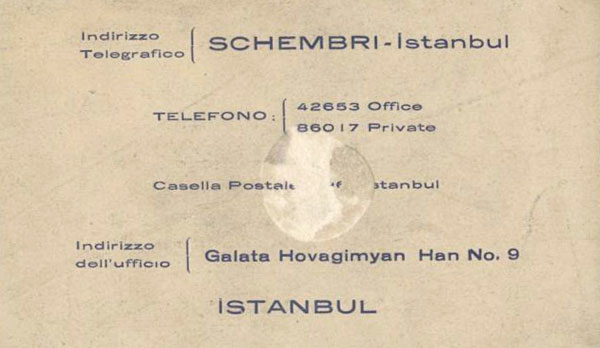 Indirizzo
Telegrafico
SCHEMBRI - İstanbul
TELEFONO:
42653 Office
86017 Private
Casella Postale stanbul
Indirizzo
dell'ufficio
Galata Hovagimyan Han No. 9
İSTANBUL